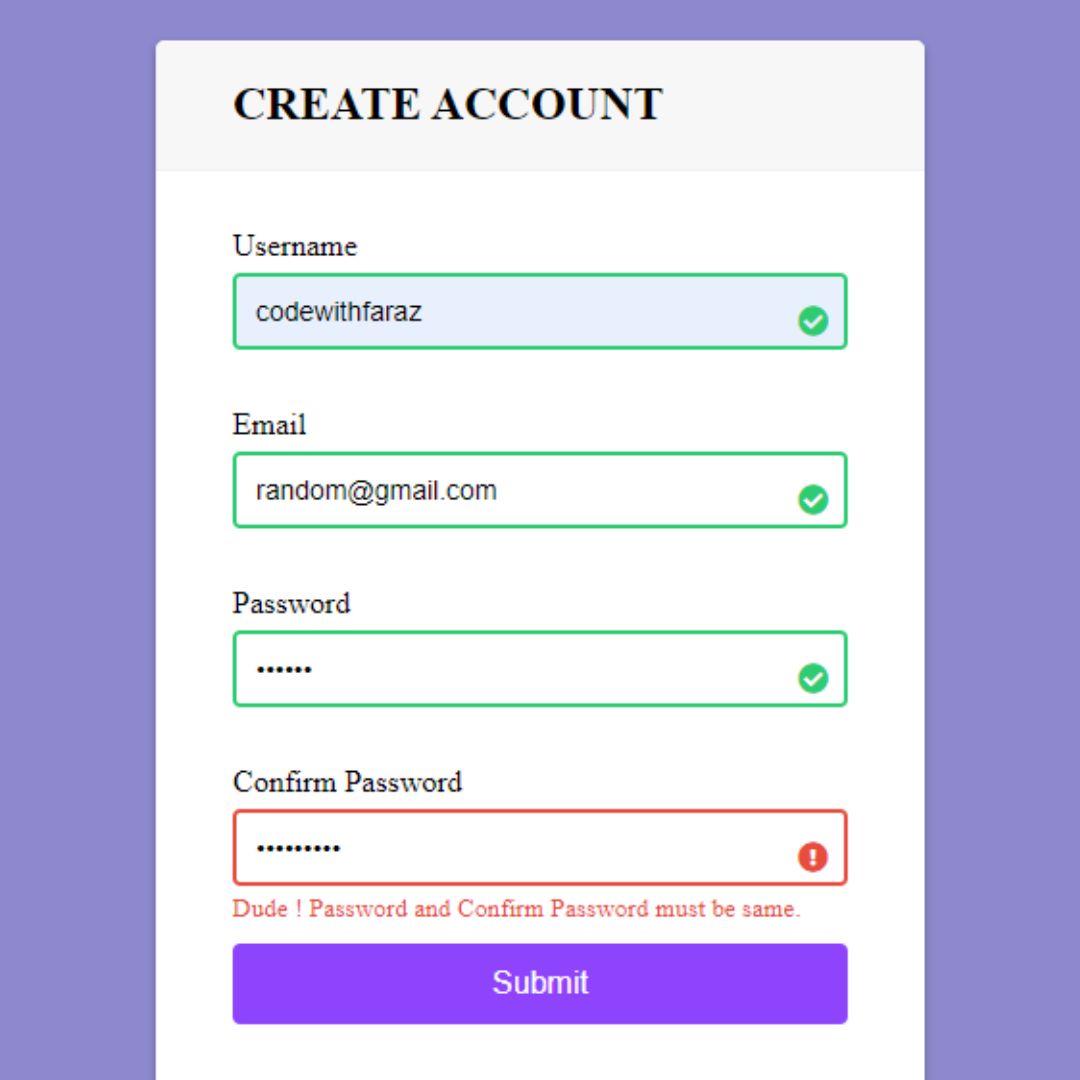 CREATE ACCOUNT
Username
codewithfaraz
Email
random@gmail.com
Password
••••••
Confirm Password
•••••••••
Dude ! Password and Confirm Password must be same.
Submit